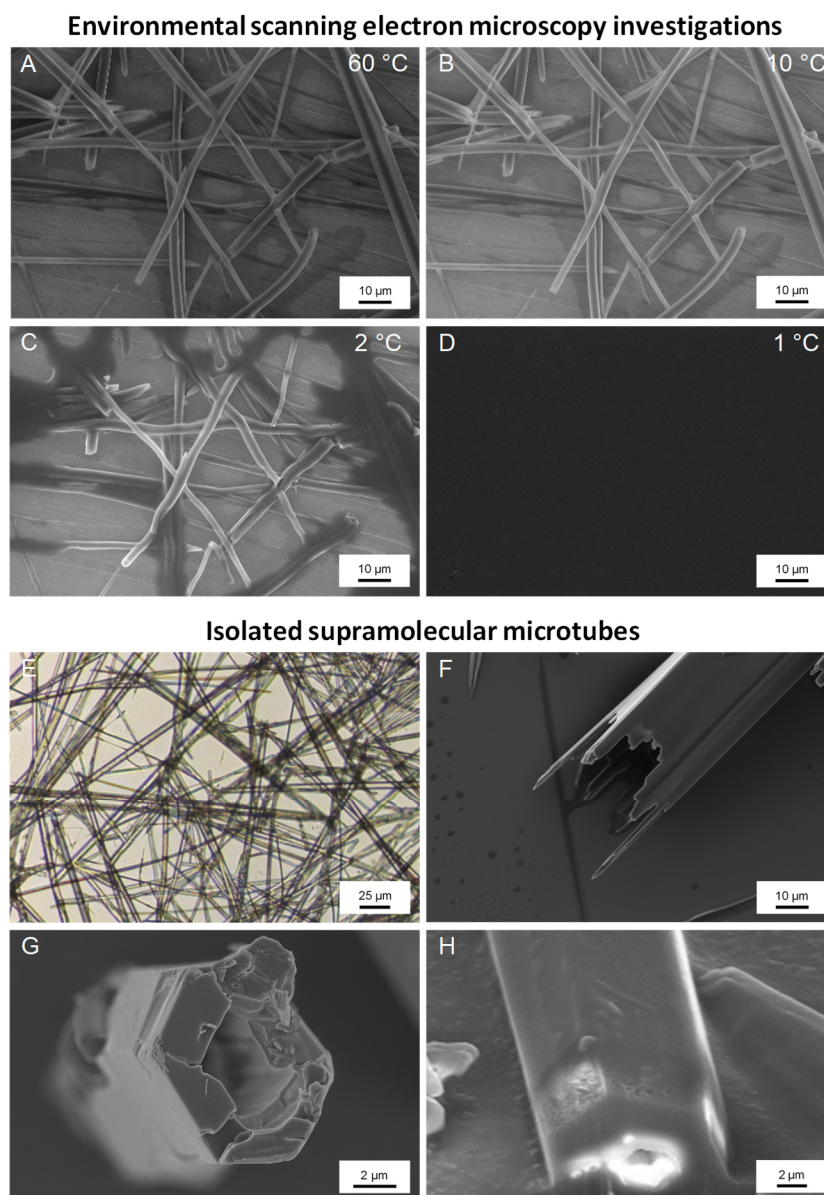 Environmental scanning electron microscopy investigations
A
60 °C
B
10 °C
10 µm
10 µm
C
2 °C
D
1 °C
10 µm
10 µm
Isolated supramolecular microtubes
E
F
25 µm
10 µm
G
H
2 µm
2 µm